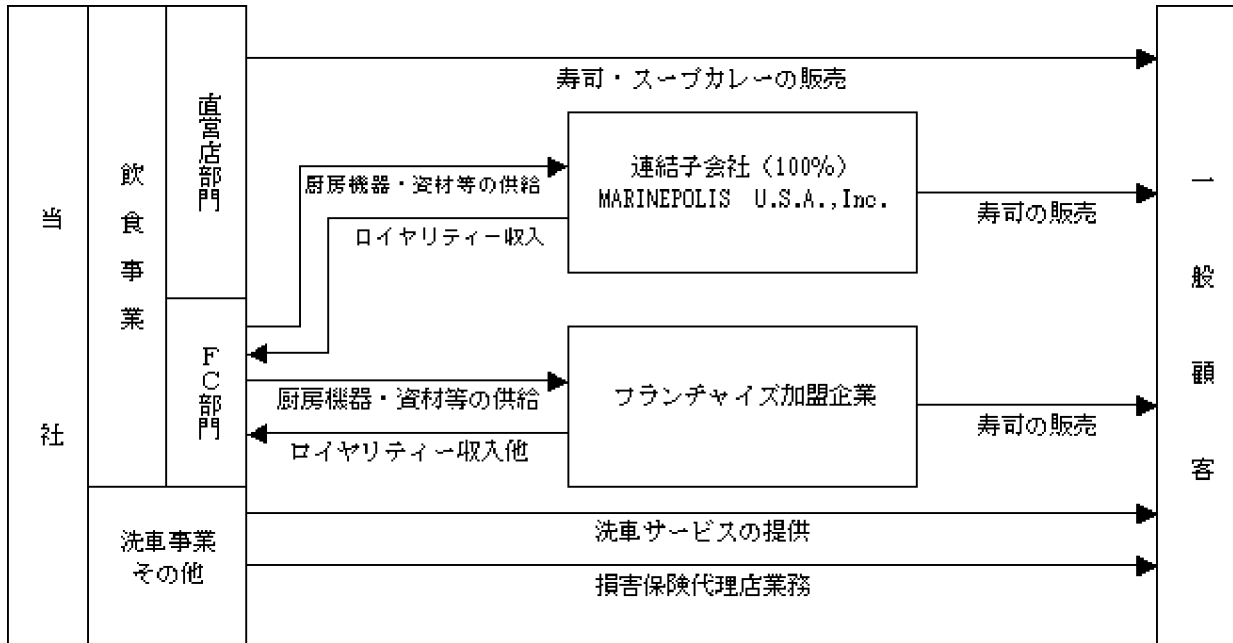 当社
飲食事業
直営店部門
FC部門
洗車事業
その他
寿司・スープカレーの販売
厨房機器・資材等の供給
ロイヤリティー収入
連結子会社（100%）
MARINEPOLIS U.S.A.,Inc.
寿司の販売
厨房機器・資材等の供給
ロイヤリティー収入他
フランチャイズ加盟企業
寿司の販売
洗車サービスの提供
損害保険代理店業務
一般顧客